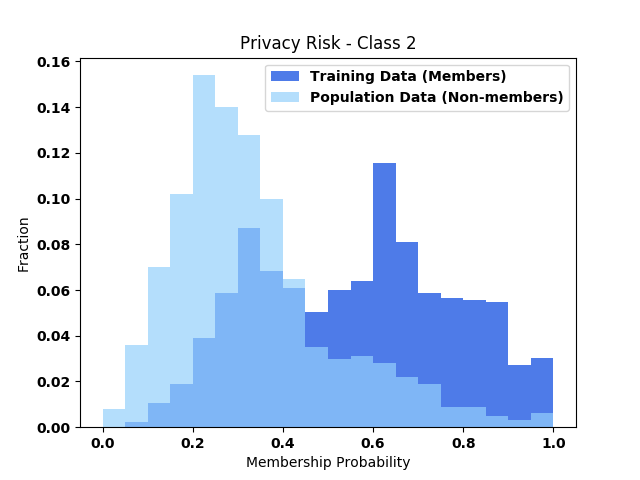 Privacy Risk - Class 2
Training Data (Members)
Population Data (Non-members)
Fraction
0.16
0.14
0.12
0.10
0.08
0.06
0.04
0.02
0.00
0.0 0.2 0.4 0.6 0.8 1.0
Membership Probability